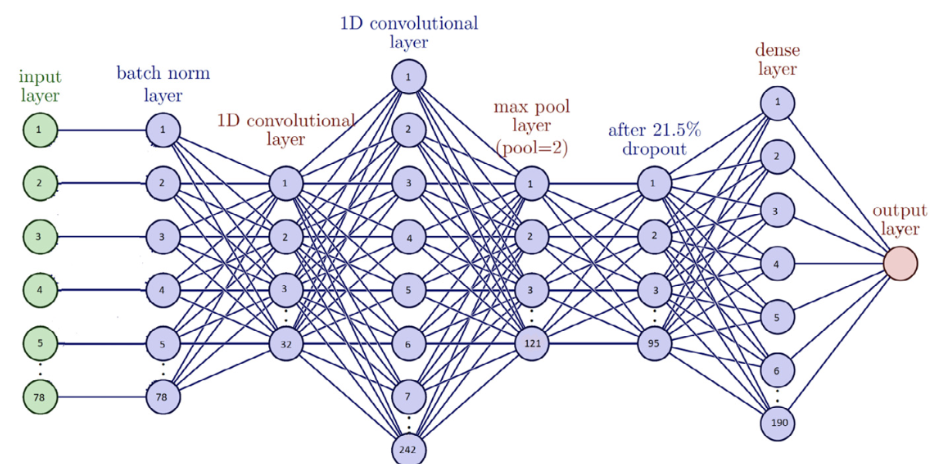 input
layer
1
2
3
4
5
78
batch norm
layer
1
2
3
4
5
78
1D convolutional
layer
1
2
3
32
1D convolutional
layer
1
2
3
4
5
6
7
242
max pool
layer
(pool=2)
1
2
3
121
after 21.5%
dropout
1
2
3
95
dense
layer
1
2
3
4
5
6
190
output
layer